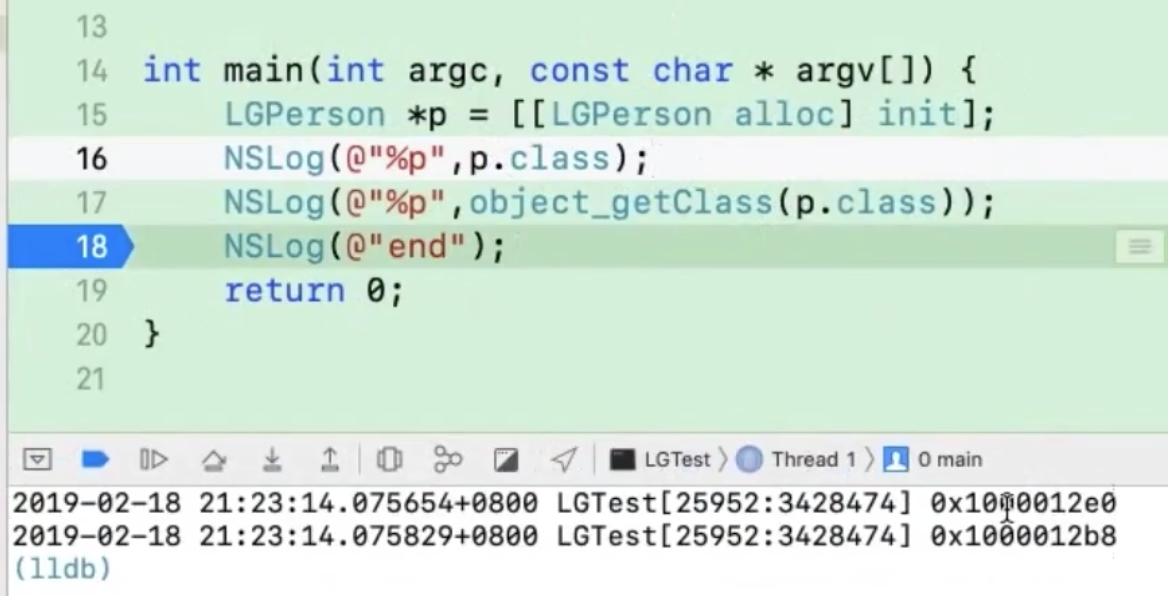 13
14 int main(int argc, const char * argv[]) {
15 LGPerson *p = [[LGPerson alloc] init];
16 NSLog(@"%p",p.class);
17 NSLog(@"%p",object_getClass(p.class));
18 NSLog(@"end");
19 return 0;
20 }
21
LGTest 〉 Thread 1 〉 0 main
2019-02-18 21:23:14.075654+0800 LGTest[25952:3428474] 0x1000012e0
2019-02-18 21:23:14.075829+0800 LGTest[25952:3428474] 0x1000012b8
(lldb)